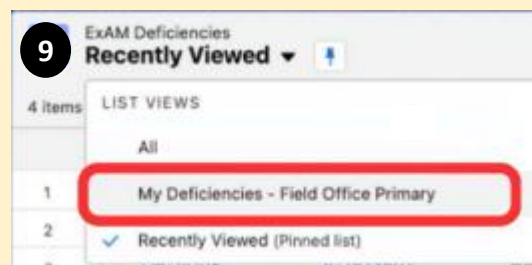 9
ExAM Deficiencies
Recently Viewed
4 items
LIST VIEWS
All
1
My Deficiencies - Field Office Primary
2
Recently Viewed (Pinned list)